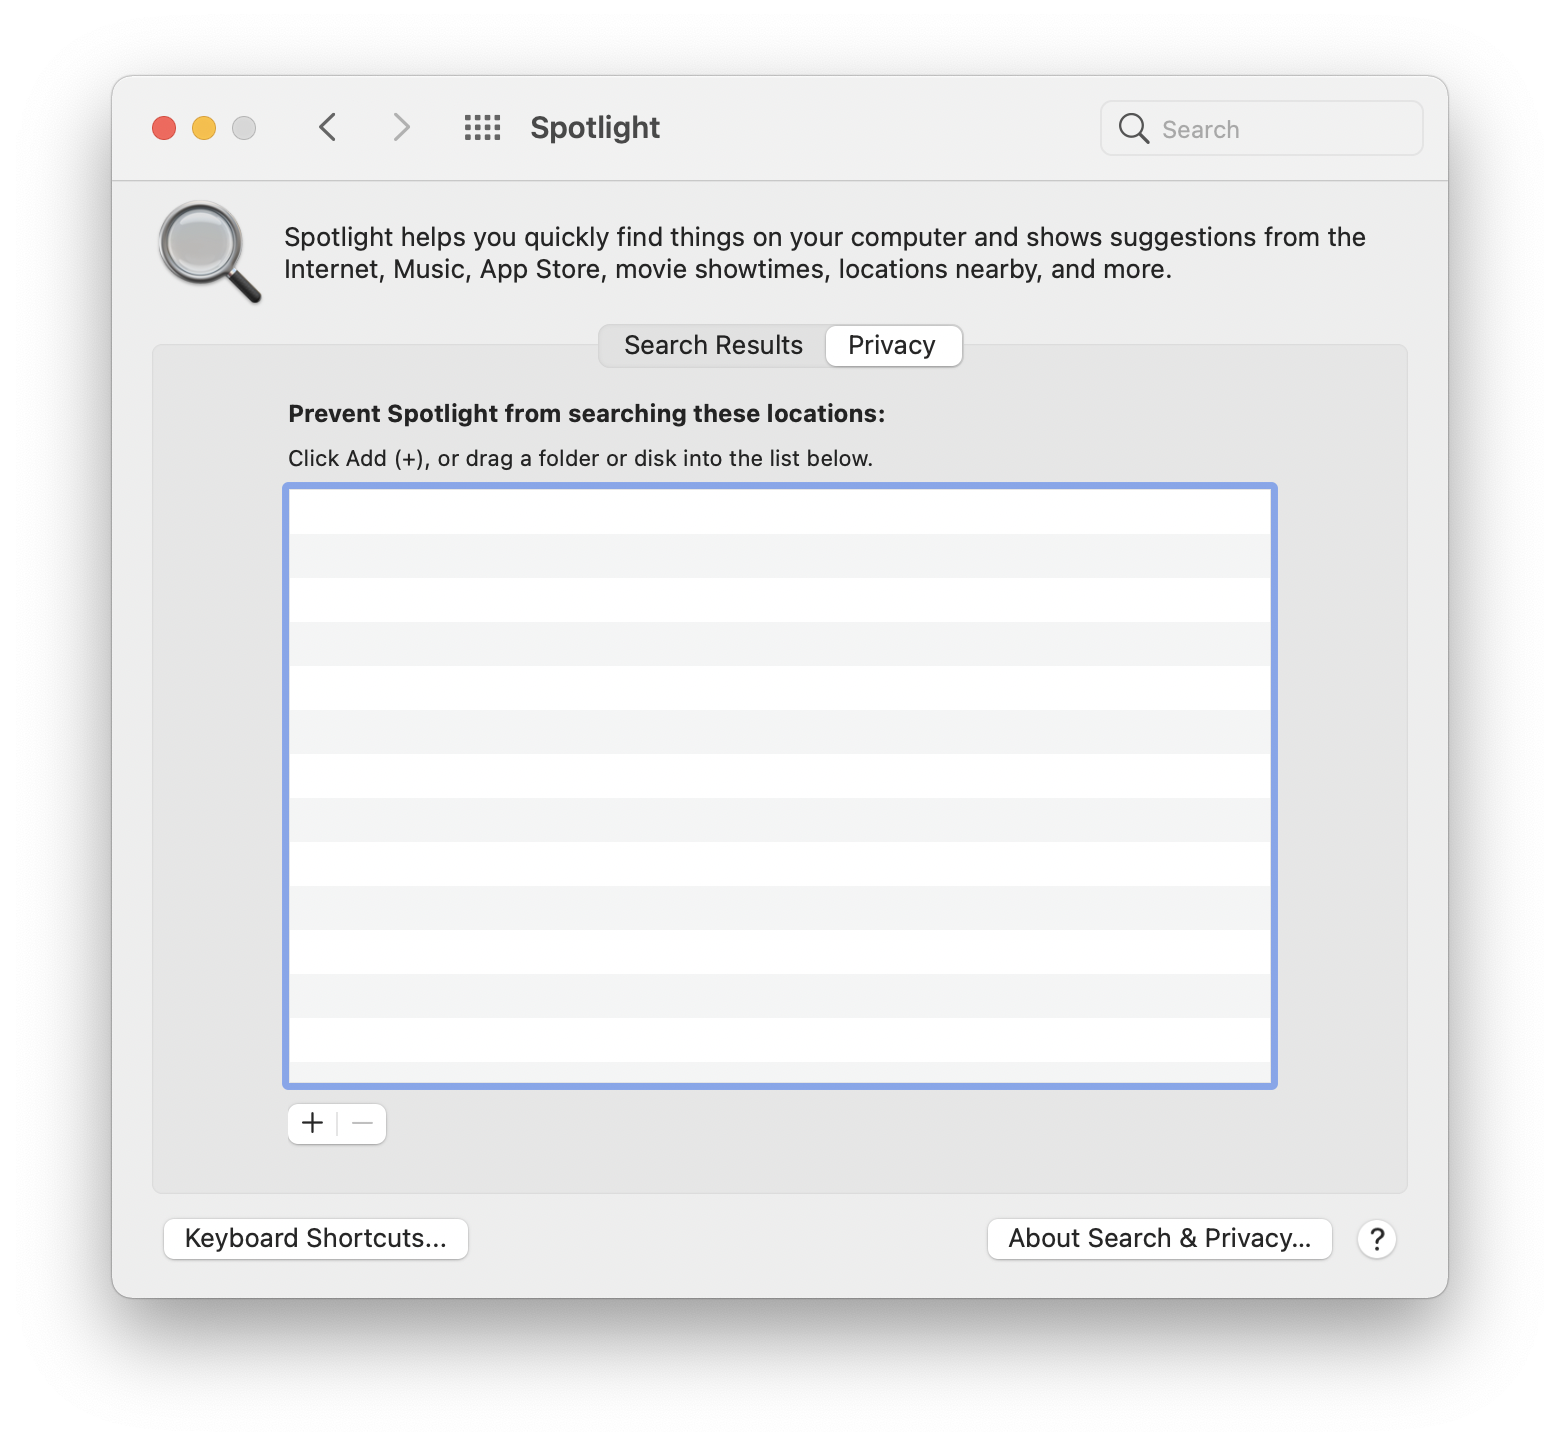 Spotlight
Search
Spotlight helps you quickly find things on your computer and shows suggestions from the
Internet, Music, App Store, movie showtimes, locations nearby, and more.
Search Results
Privacy
Prevent Spotlight from searching these locations:
Click Add (+), or drag a folder or disk into the list below.
Keyboard Shortcuts...
About Search & Privacy...
?